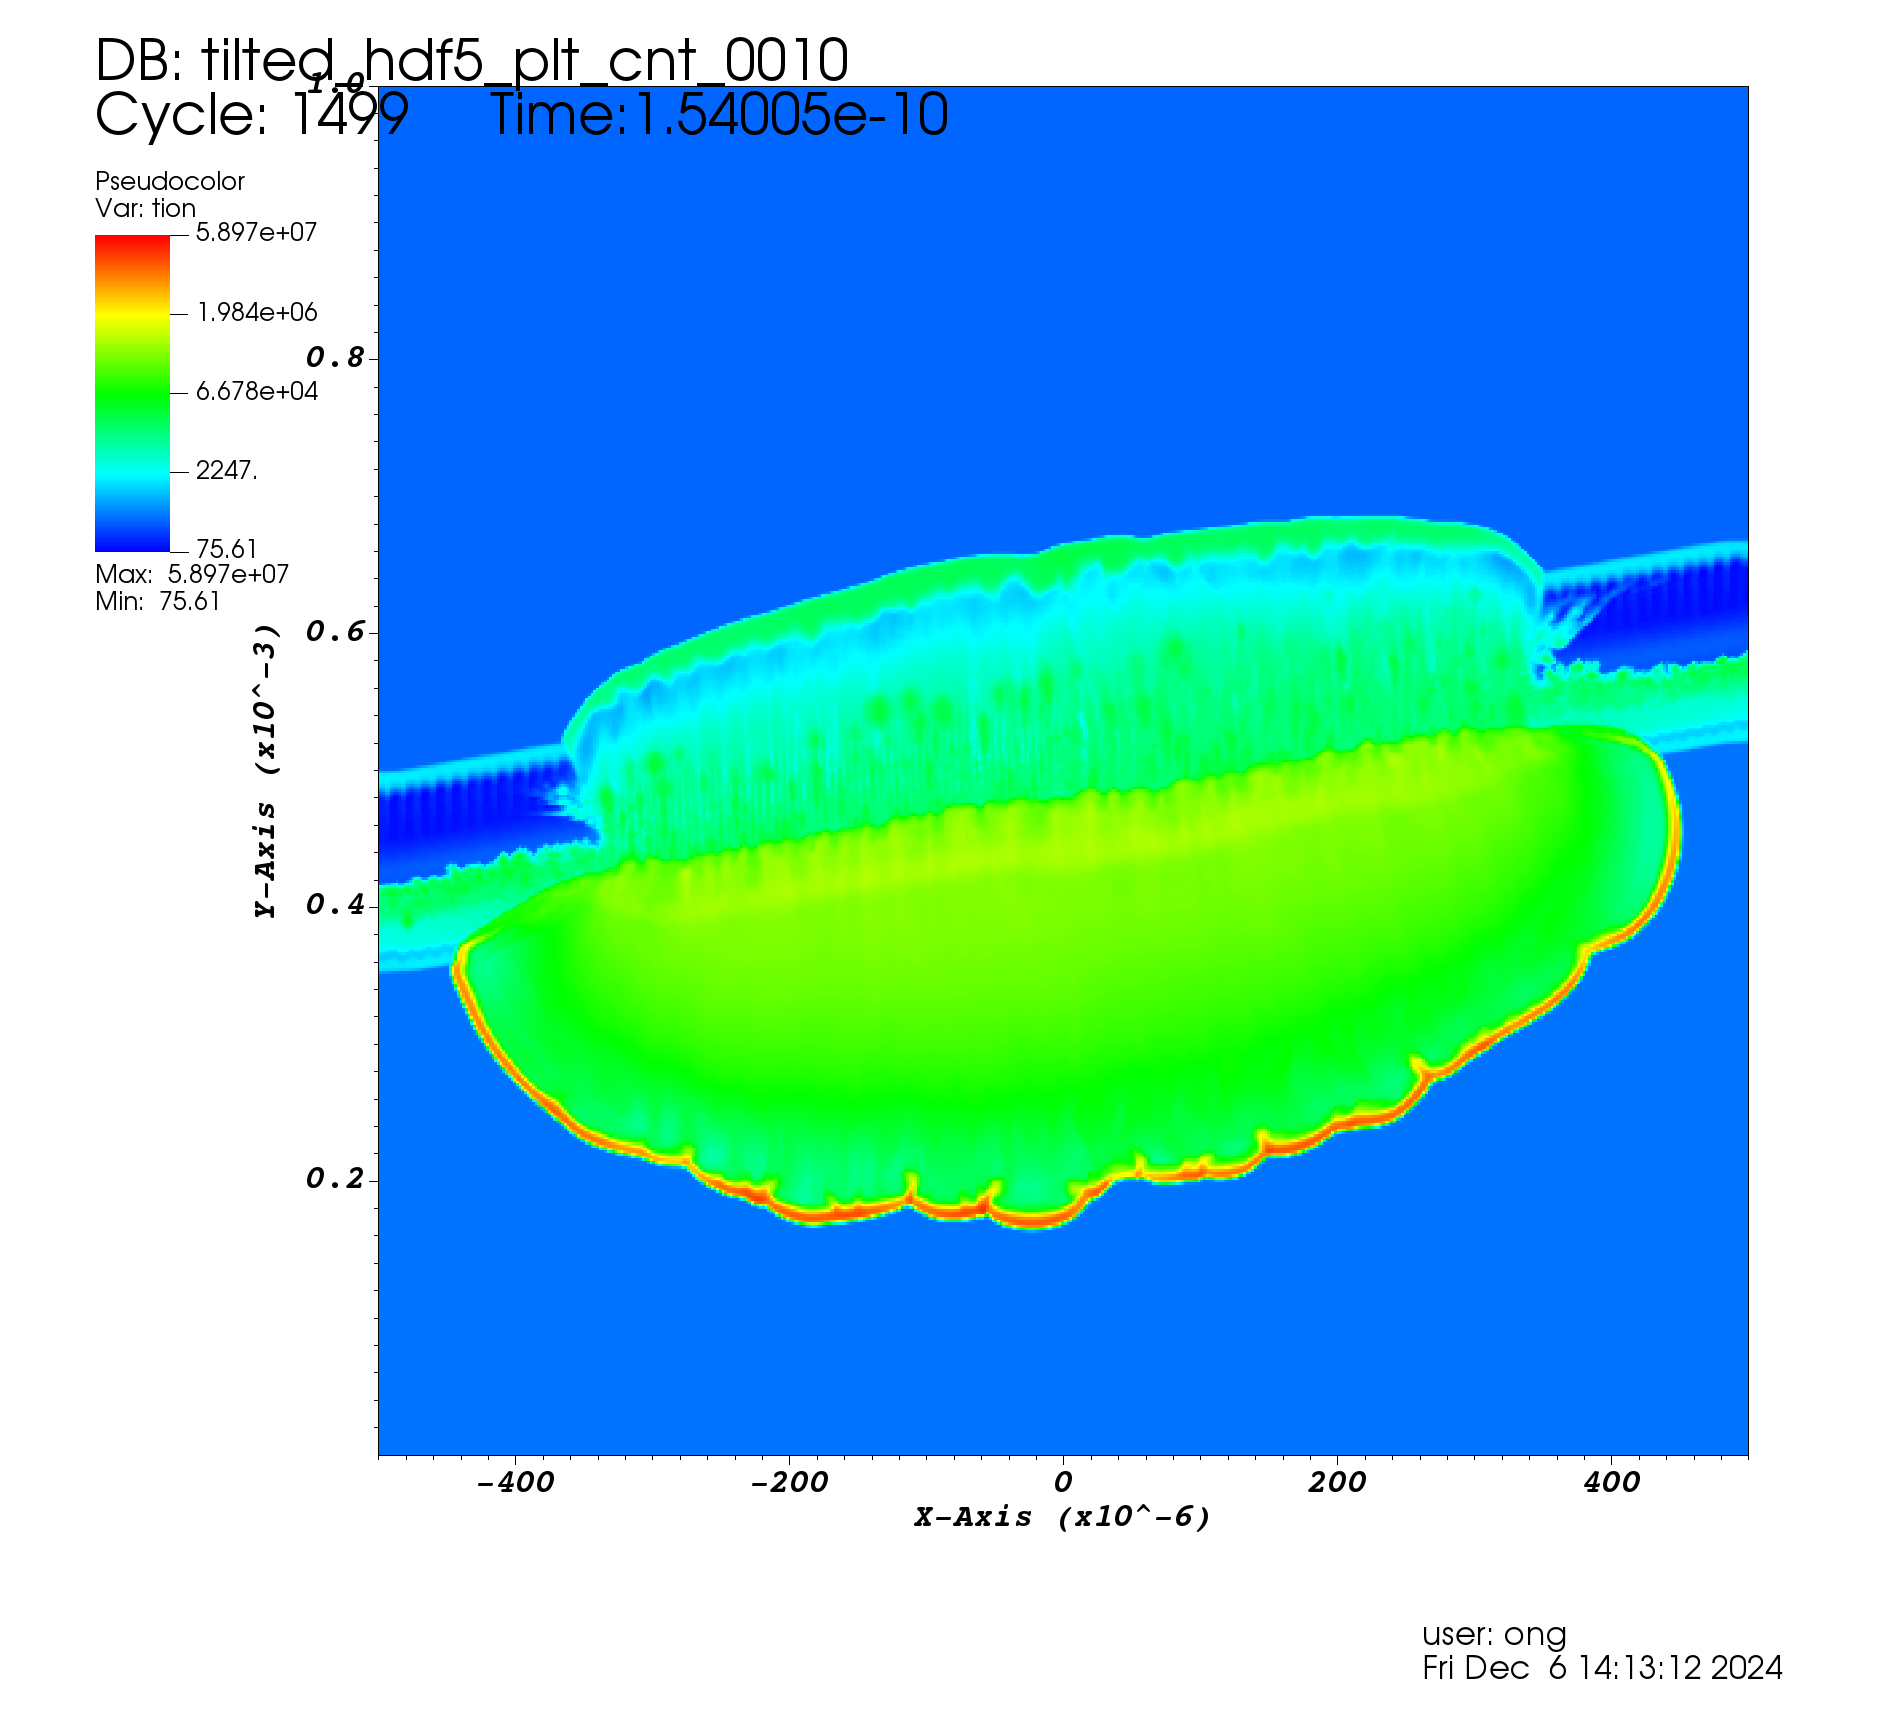 DB: tilted_hdf5_plt_cnt_0010
Cycle: 1499 Time:1.54005e-10
Pseudocolor
Var: tion
5.897e+07
1.984e+06
6.678e+04
2247.
75.61
Max: 5.897e+07
Min: 75.61
1.0
0.8
0.6
0.4
0.2
Y-Axis (x10^-3)
-400 -200 0 200 400
X-Axis (x10^-6)
user: ong
Fri Dec 6 14:13:12 2024